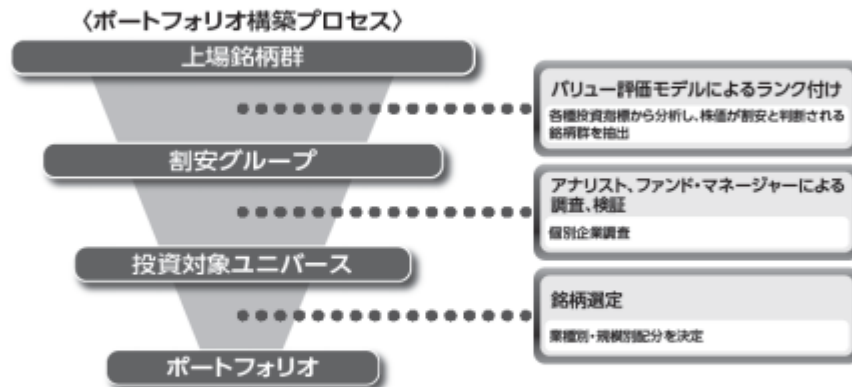 〈ポートフォリオ構築プロセス〉
上場銘柄群
バリュー評価モデルによるランク付け
各種投資指標から分析し、株価が割安と判断される
銘柄群を抽出
割安グループ
アナリスト、ファンド・マネージャーによる
調査、検証
個別企業調査
投資対象ユニバース
銘柄選定
業種別・規模別配分を決定
ポートフォリオ